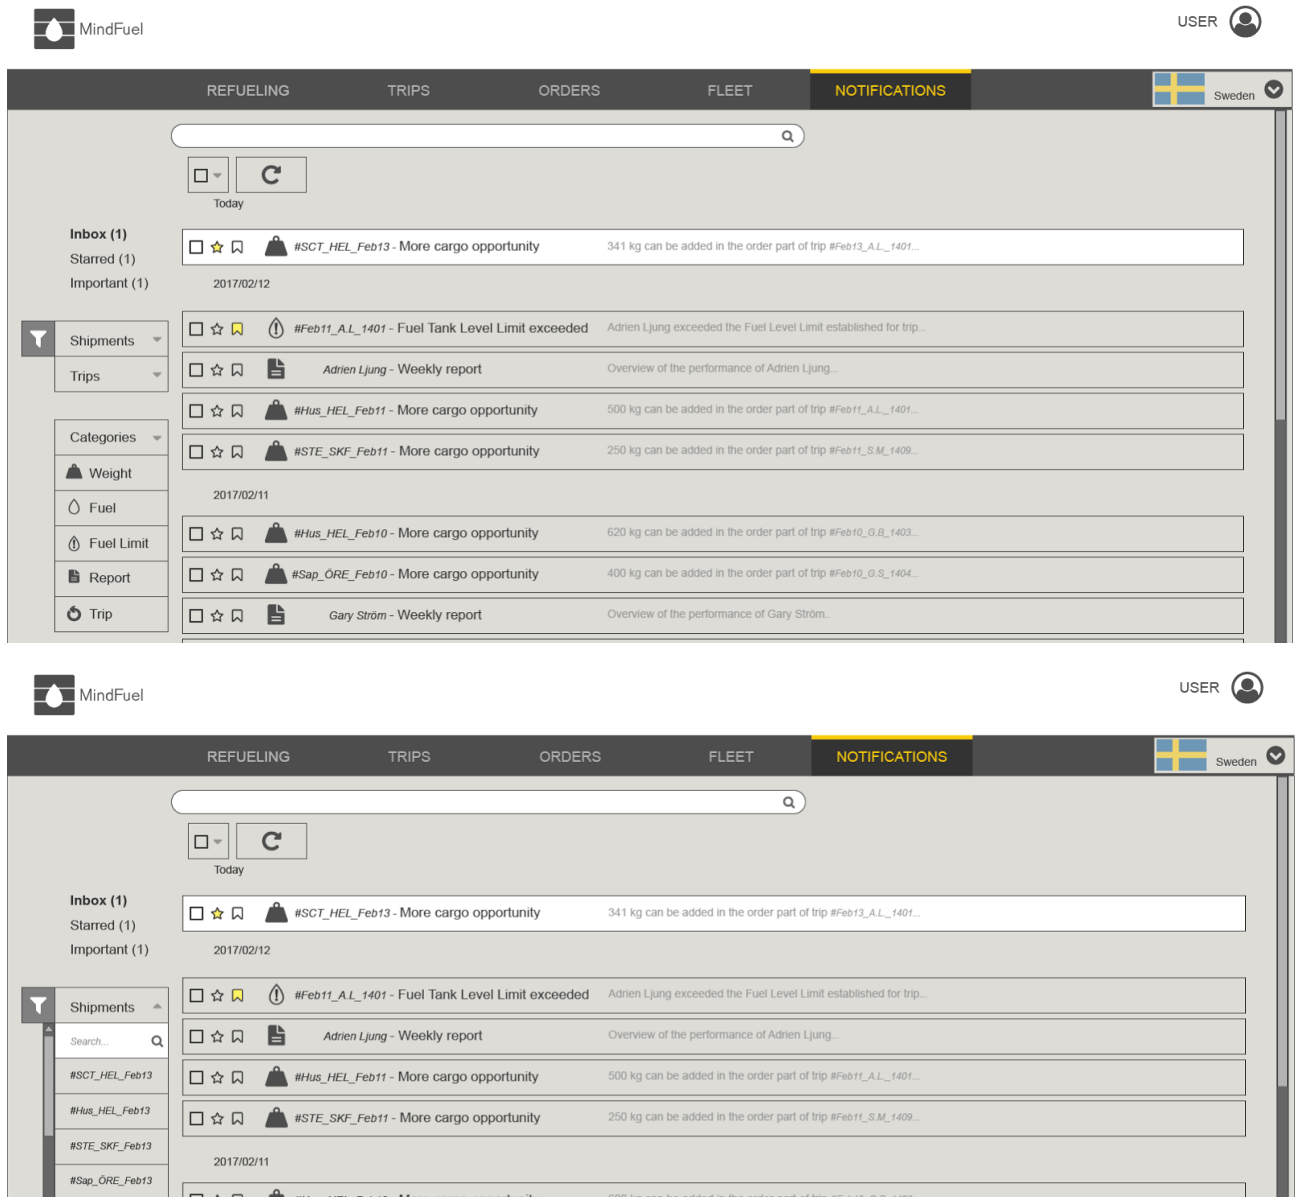 MindFuel
USER
REFUELING TRIPS ORDERS FLEET NOTIFICATIONS Sweden
Today
Inbox (1)
Starred (1)
Important (1)
#SCT_HEL_Feb13 - More cargo opportunity 341 kg can be added in the order part of trip #Feb13_A.L._1401...
2017/02/12
Shipments
Trips
#Feb11_A.L_1401 - Fuel Tank Level Limit exceeded Adrien Ljung exceeded the Fuel Level Limit established for trip...
Adrien Ljung - Weekly report Overview of the performance of Adrien Ljung...
#Hus_HEL_Feb11 - More cargo opportunity 500 kg can be added in the order part of trip #Feb11_A.L._1401...
#STE_SKF_Feb11 - More cargo opportunity 250 kg can be added in the order part of trip #Feb11_S.M_1409...
Categories
Weight
Fuel
Fuel Limit
Report
Trip
2017/02/11
#Hus_HEL_Feb10 - More cargo opportunity 620 kg can be added in the order part of trip #Feb10_G.B_1403...
#Sap_ÖRE_Feb10 - More cargo opportunity 400 kg can be added in the order part of trip #Feb10_G.S_1404...
Gary Ström - Weekly report Overview of the performance of Gary Ström..
MindFuel
USER
REFUELING TRIPS ORDERS FLEET NOTIFICATIONS Sweden
Today
Inbox (1)
Starred (1)
Important (1)
#SCT_HEL_Feb13 - More cargo opportunity 341 kg can be added in the order part of trip #Feb13_A.L._1401...
2017/02/12
Shipments
Search...
#SCT_HEL_Feb13
#Hus_HEL_Feb13
#STE_SKF_Feb13
#Sap_ÖRE_Feb13
#Feb11_A.L_1401 - Fuel Tank Level Limit exceeded Adrien Ljung exceeded the Fuel Level Limit established for trip...
Adrien Ljung - Weekly report Overview of the performance of Adrien Ljung...
#Hus_HEL_Feb11 - More cargo opportunity 500 kg can be added in the order part of trip #Feb11_A.L._1401...
#STE_SKF_Feb11 - More cargo opportunity 250 kg can be added in the order part of trip #Feb11_S.M_1409...
2017/02/11